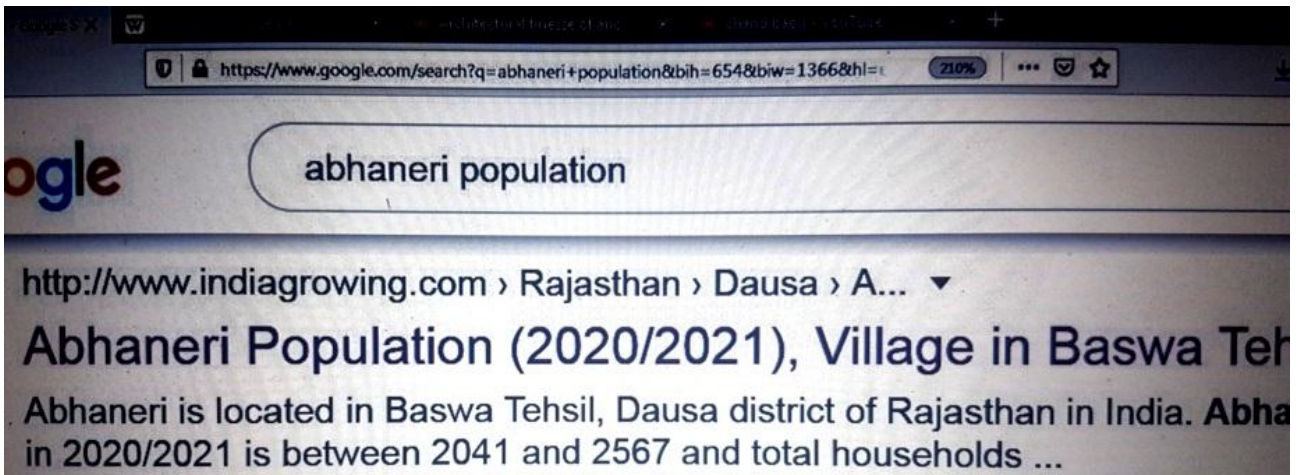 https://www.google.com/search?q=abhaneri+population&bih=654&biw=1366&hl= 210%
ogle abhaneri population
http://www.indiagrowing.com › Rajasthan › Dausa › A...
Abhaneri Population (2020/2021), Village in Baswa Teh
Abhaneri is located in Baswa Tehsil, Dausa district of Rajasthan in India. Abha
in 2020/2021 is between 2041 and 2567 and total households ...